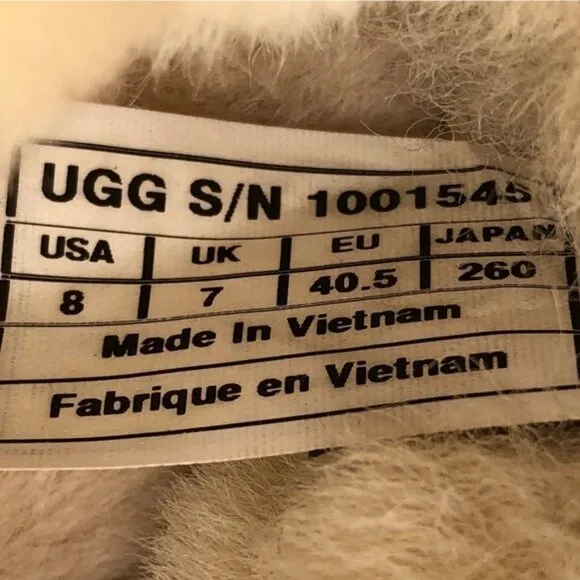 UGG S/N 1001545
USA UK EU JAPAN
8 7 40.5 260
Made In Vietnam
Fabrique en Vietnam